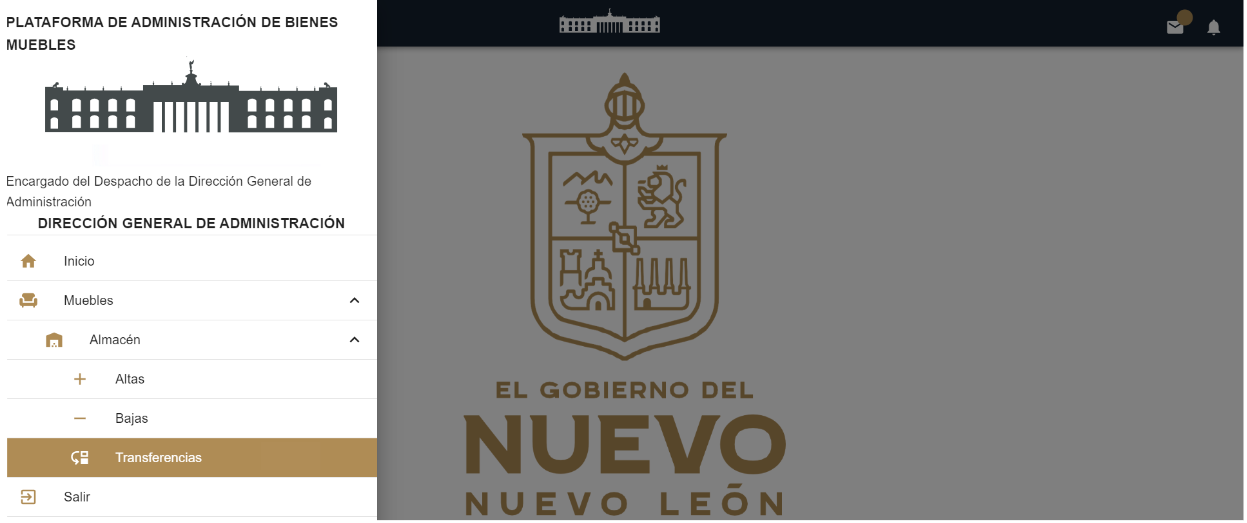 PLATAFORMA DE ADMINISTRACIÓN DE BIENES
MUEBLES
Encargado del Despacho de la Dirección General de
Administración
DIRECCIÓN GENERAL DE ADMINISTRACIÓN
Inicio
Muebles
Almacén
Altas
Bajas
Transferencias
Salir
EL GOBIERNO DEL
NUEVO
NUEVO LEÓN